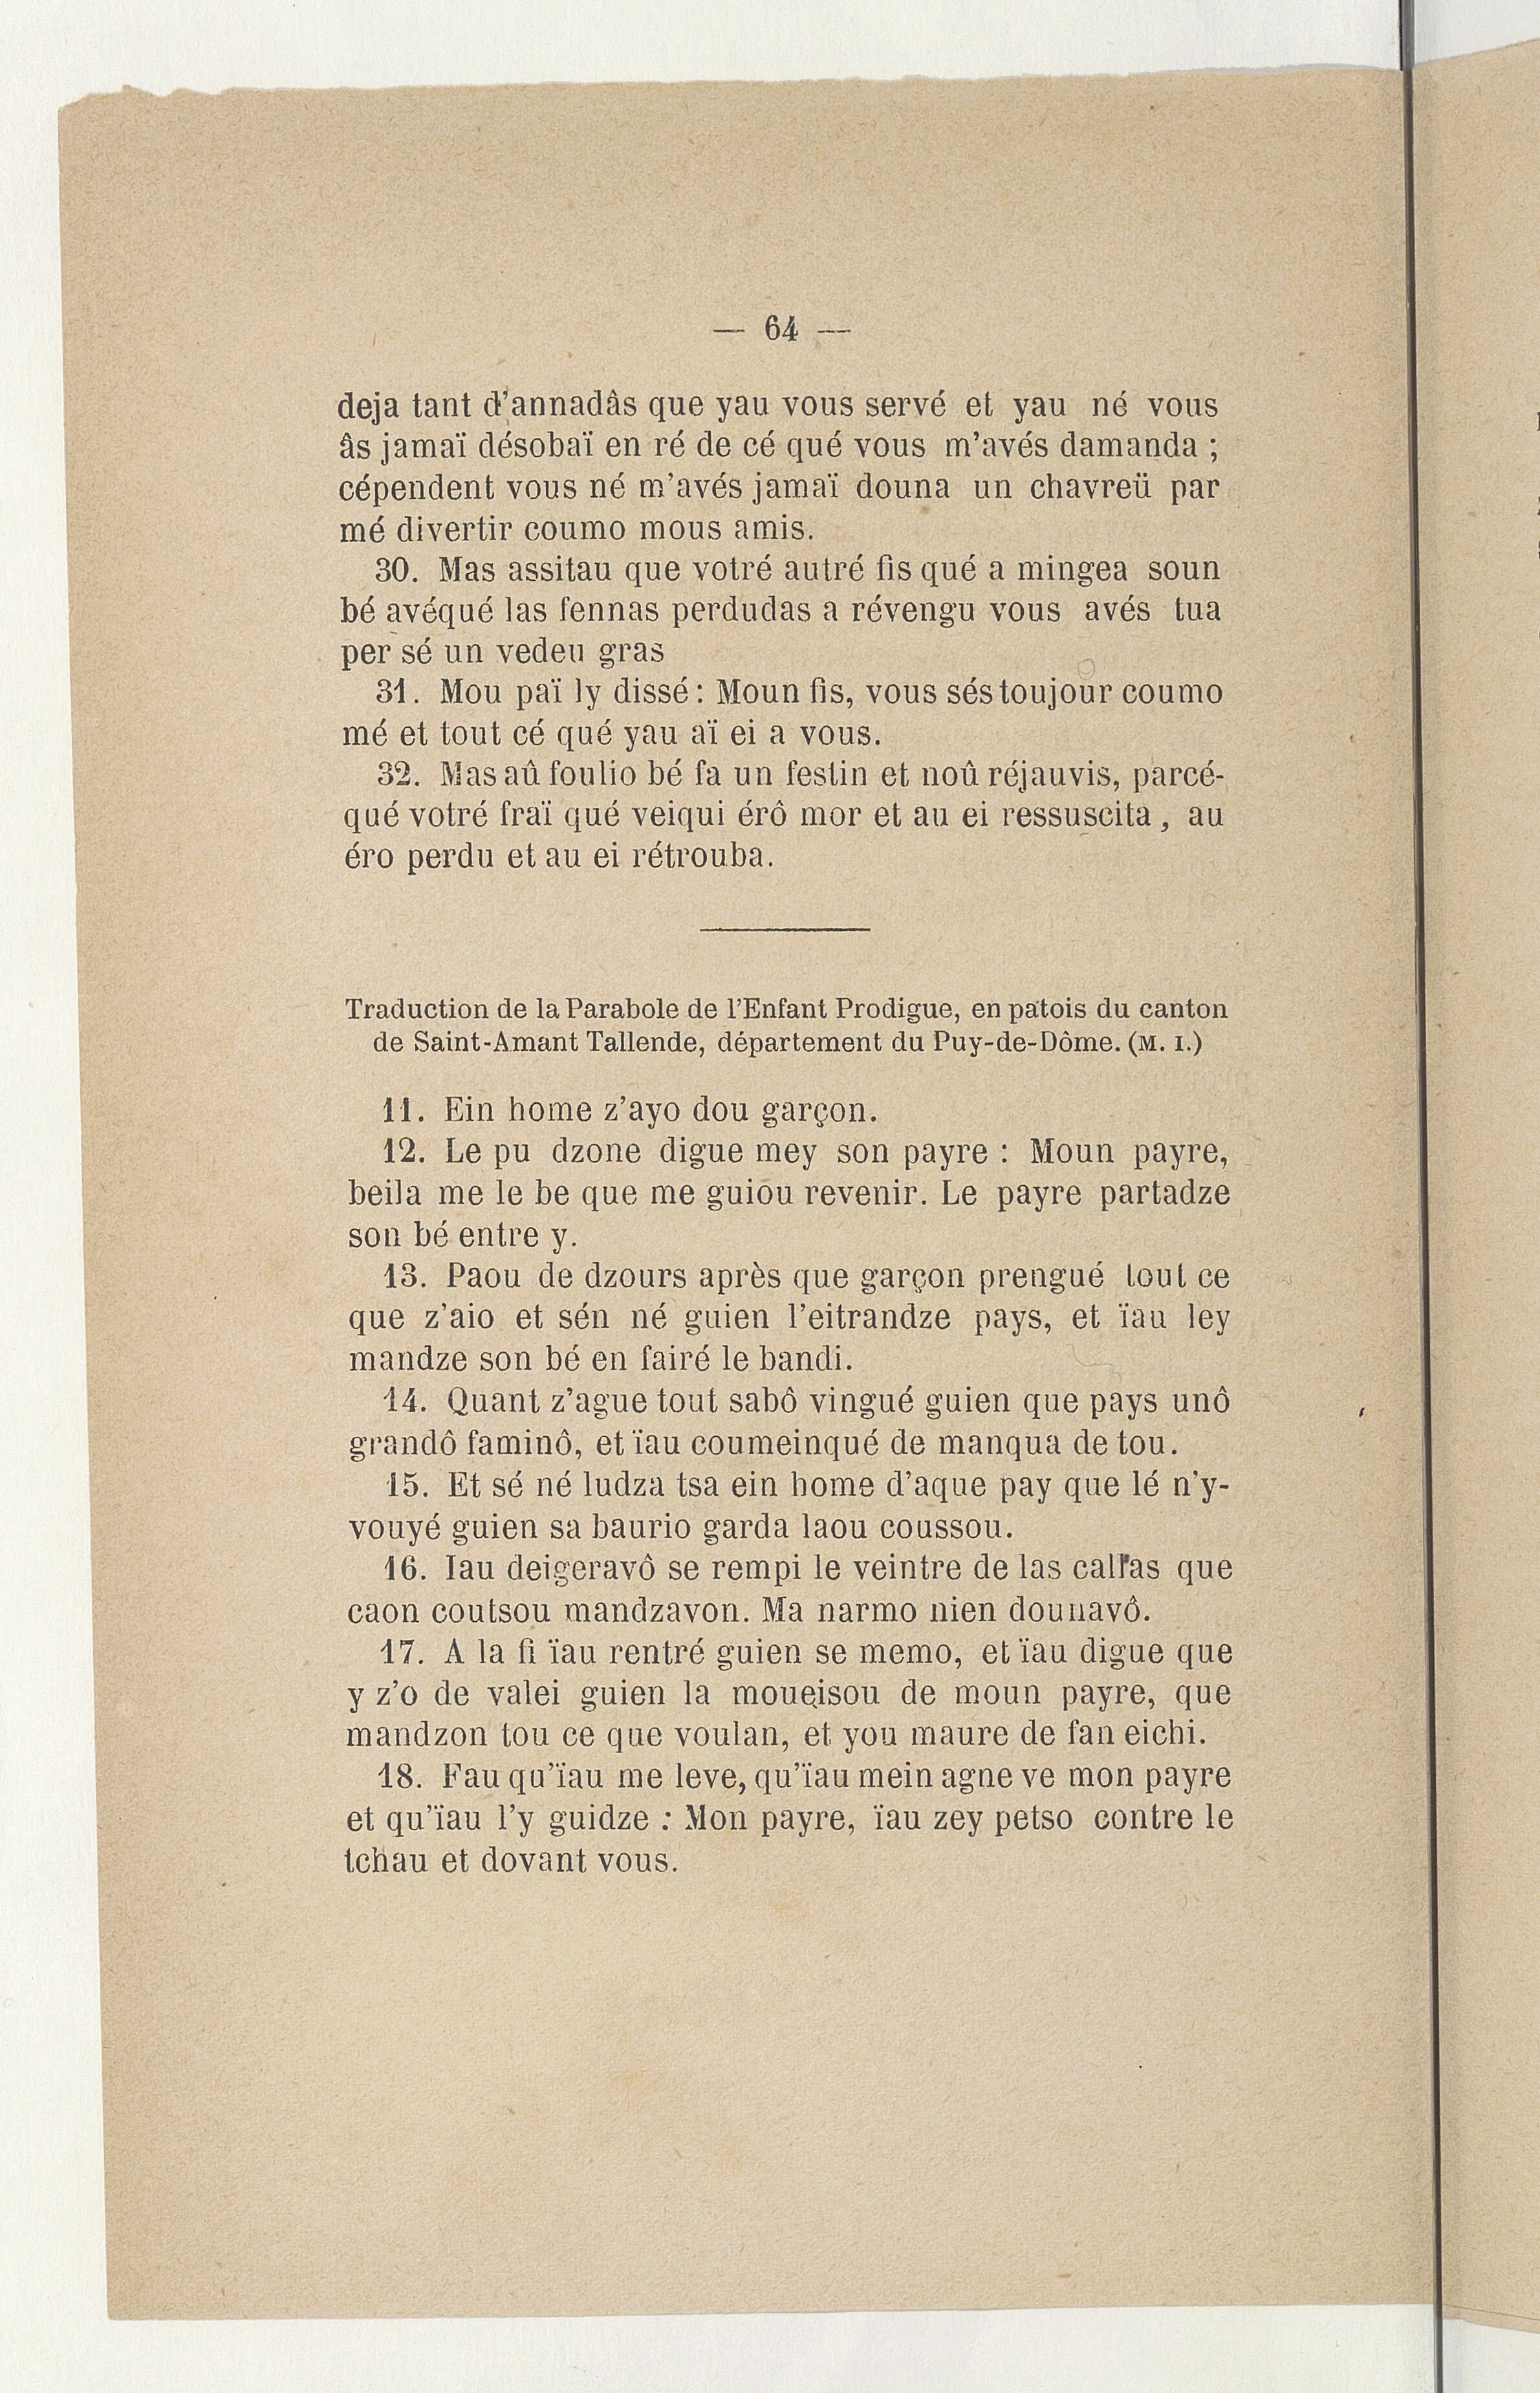 — 64 —
deja tant d'annadâs que yau vous servé et yau né vous
âs jamaï désobaï en ré de cé qué vous m'avés damanda ;
cépendent vous né m'avés jamaï douna un chavreü par
mé divertir coumo mous amis.
30. Mas assitau que votré autré fis qué a mingea soun
bé avéqué las fennas perdudas a révengu vous avés tua
per sé un vedeu gras
31. Mou paï ly dissé : Moun fis, vous sés toujour coumo
mé et tout cé qué yau aï ei a vous.
32. Mas aû foulio bé fa un festin et noû réjauvis, parcé-
qué votré fraï qué veiqui érô mor et au ei ressuscita, au
éro perdu et au ei rétrouba.
Traduction de la Parabole de l'Enfant Prodigue, en patois du canton
de Saint-Amant Tallende, département du Puy-de-Dôme. (M. I.)
11. Ein home z'ayo dou garçon.
12. Le pu dzone digue mey son payre : Moun payre,
beila me le be que me guiou revenir. Le payre partadze
son bé entre y.
13. Paou de dzours après que garçon prengué tout ce
que z'aio et sén né guien l'eitrandze pays, et ïau ley
mandze son bé en fairé le bandi.
14. Quant z'ague tout sabô vingué guien que pays unô
grandô faminô, et ïau coumeinqué de manqua de tou.
15. Et sé né ludza tsa ein home d'aque pay que lé n'y-
vouyé guien sa baurio garda laou coussou.
16. Iau deigeravô se rempi le veintre de las calfas que
caon coutsou mandzavon. Ma narmo nien dounavô.
17. A la fi ïau rentré guien se memo, et ïau digue que
y z'o de valei guien la moueisou de moun payre, que
mandzon tou ce que voulan, et you maure de fan eichi.
18. Fau qu'ïau me leve, qu'ïau mein agne ve mon payre
et qu'ïau l'y guidze : Mon payre, ïau zey petso contre le
tchau et dovant vous.